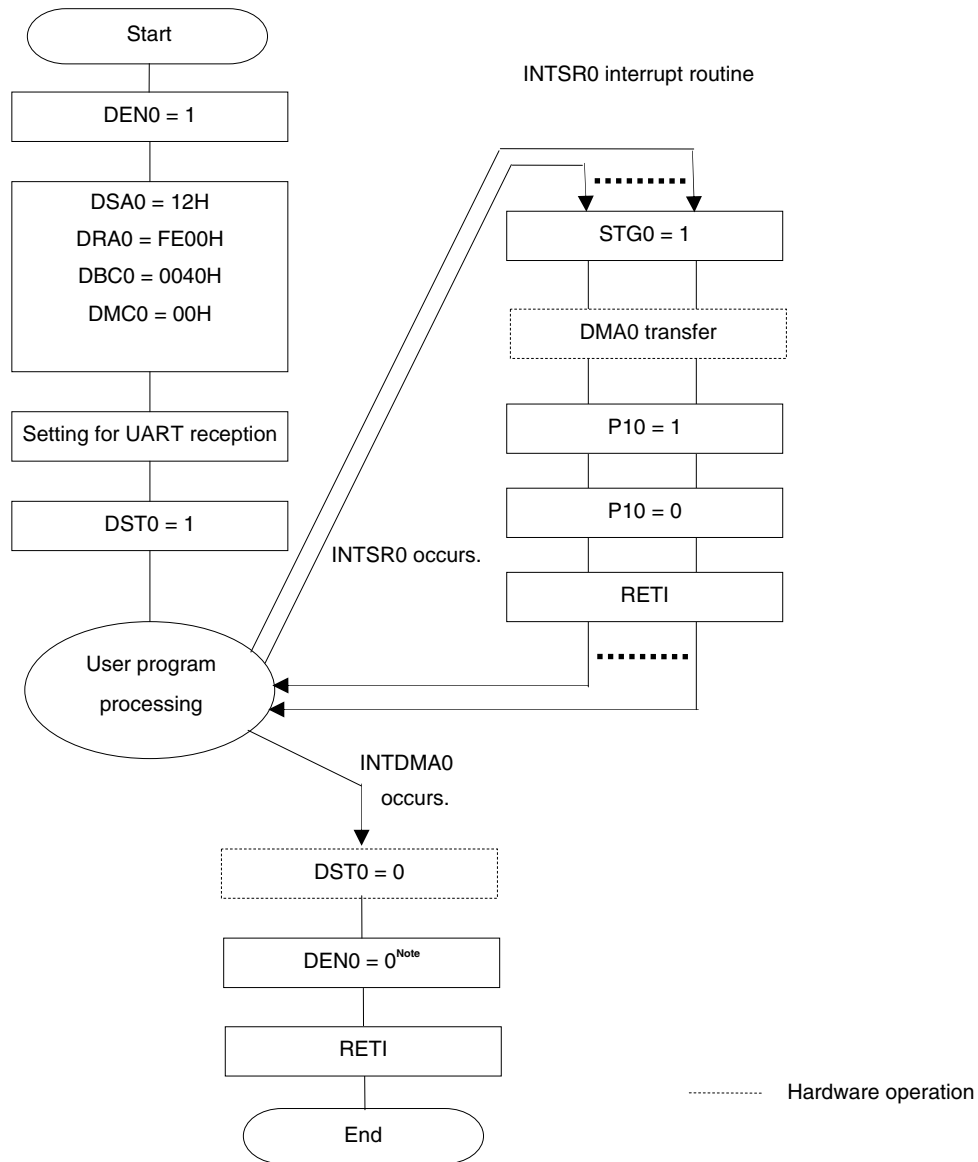 Start
DEN0 = 1
DSA0 = 12H
DRA0 = FE00H
DBC0 = 0040H
DMC0 = 00H
Setting for UART reception
DST0 = 1
User program
processing
INTSR0 occurs.
INTSR0 interrupt routine
STG0 = 1
DMA0 transfer
P10 = 1
P10 = 0
RETI
INTDMA0
occurs.
DST0 = 0
DEN0 = 0Note
RETI
End
Hardware operation